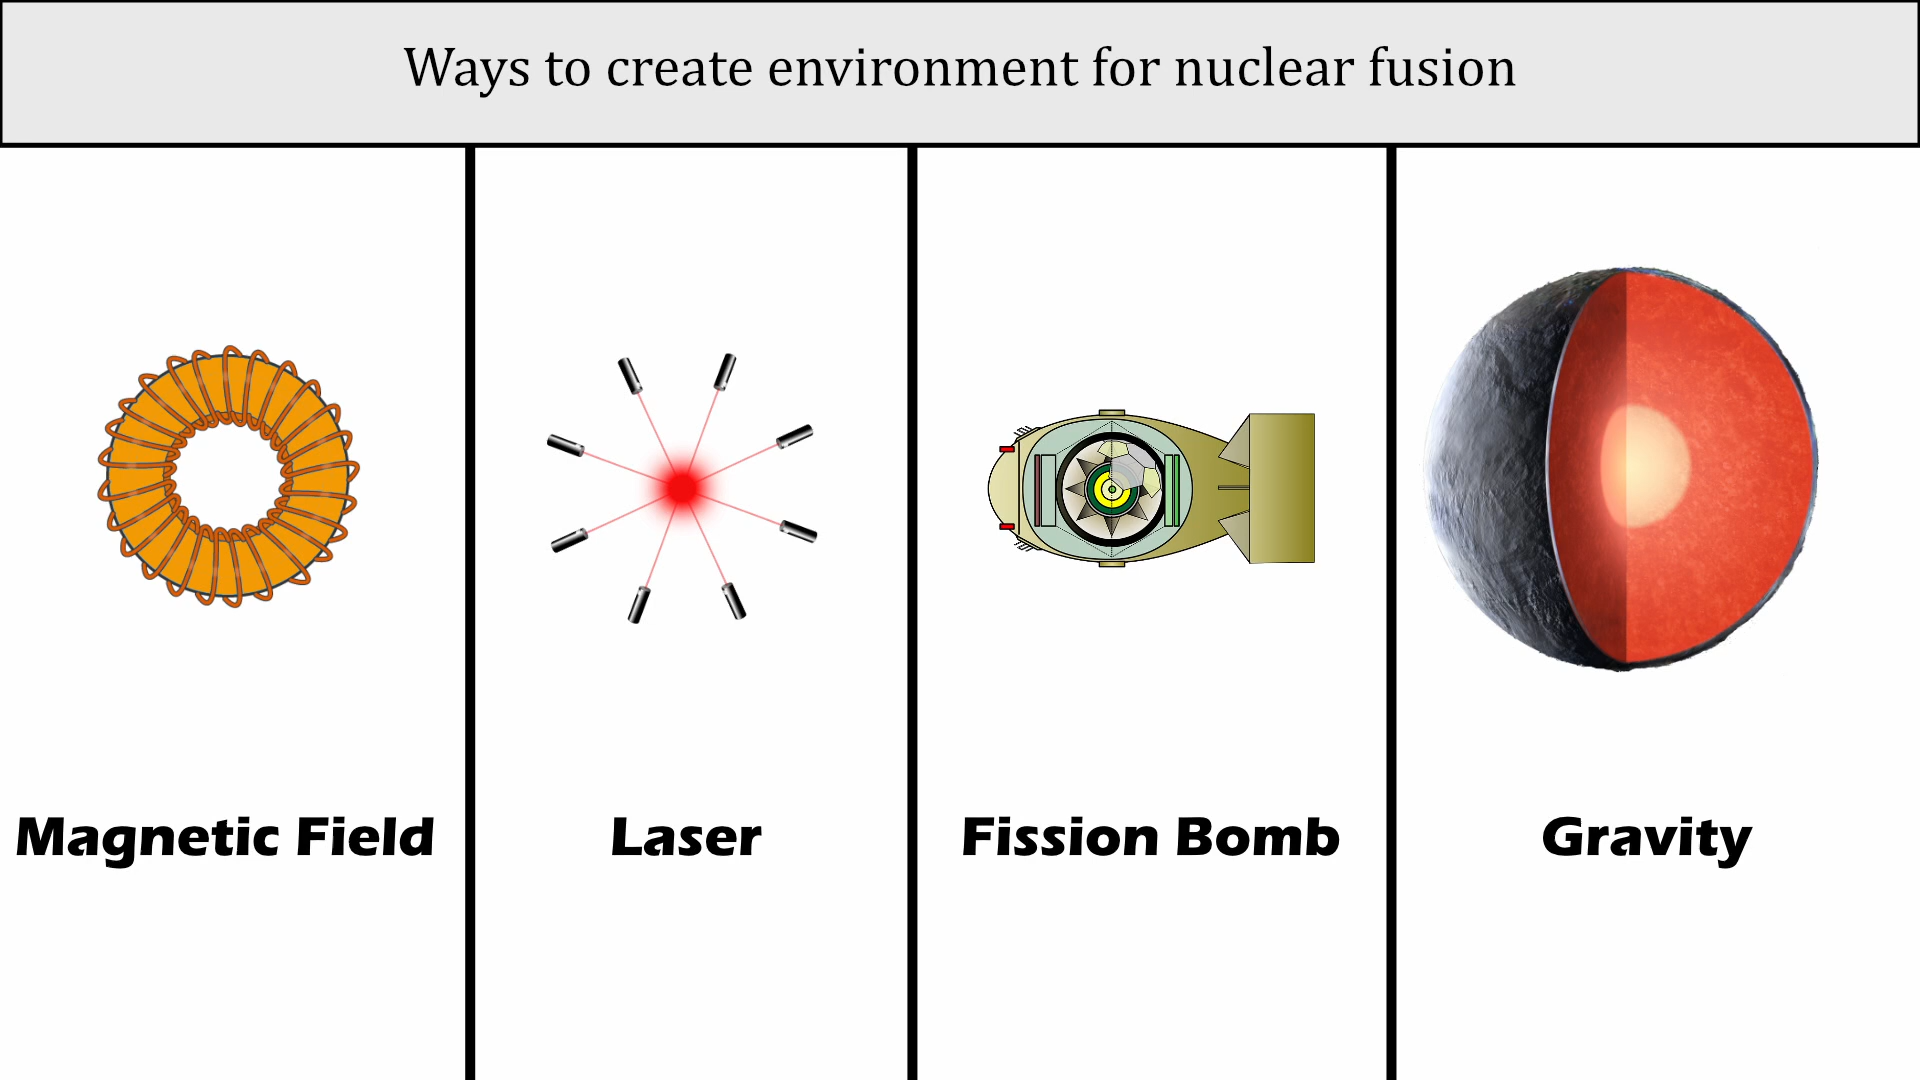 Ways to create environment for nuclear fusion
Magnetic Field
Laser
Fission Bomb
Gravity